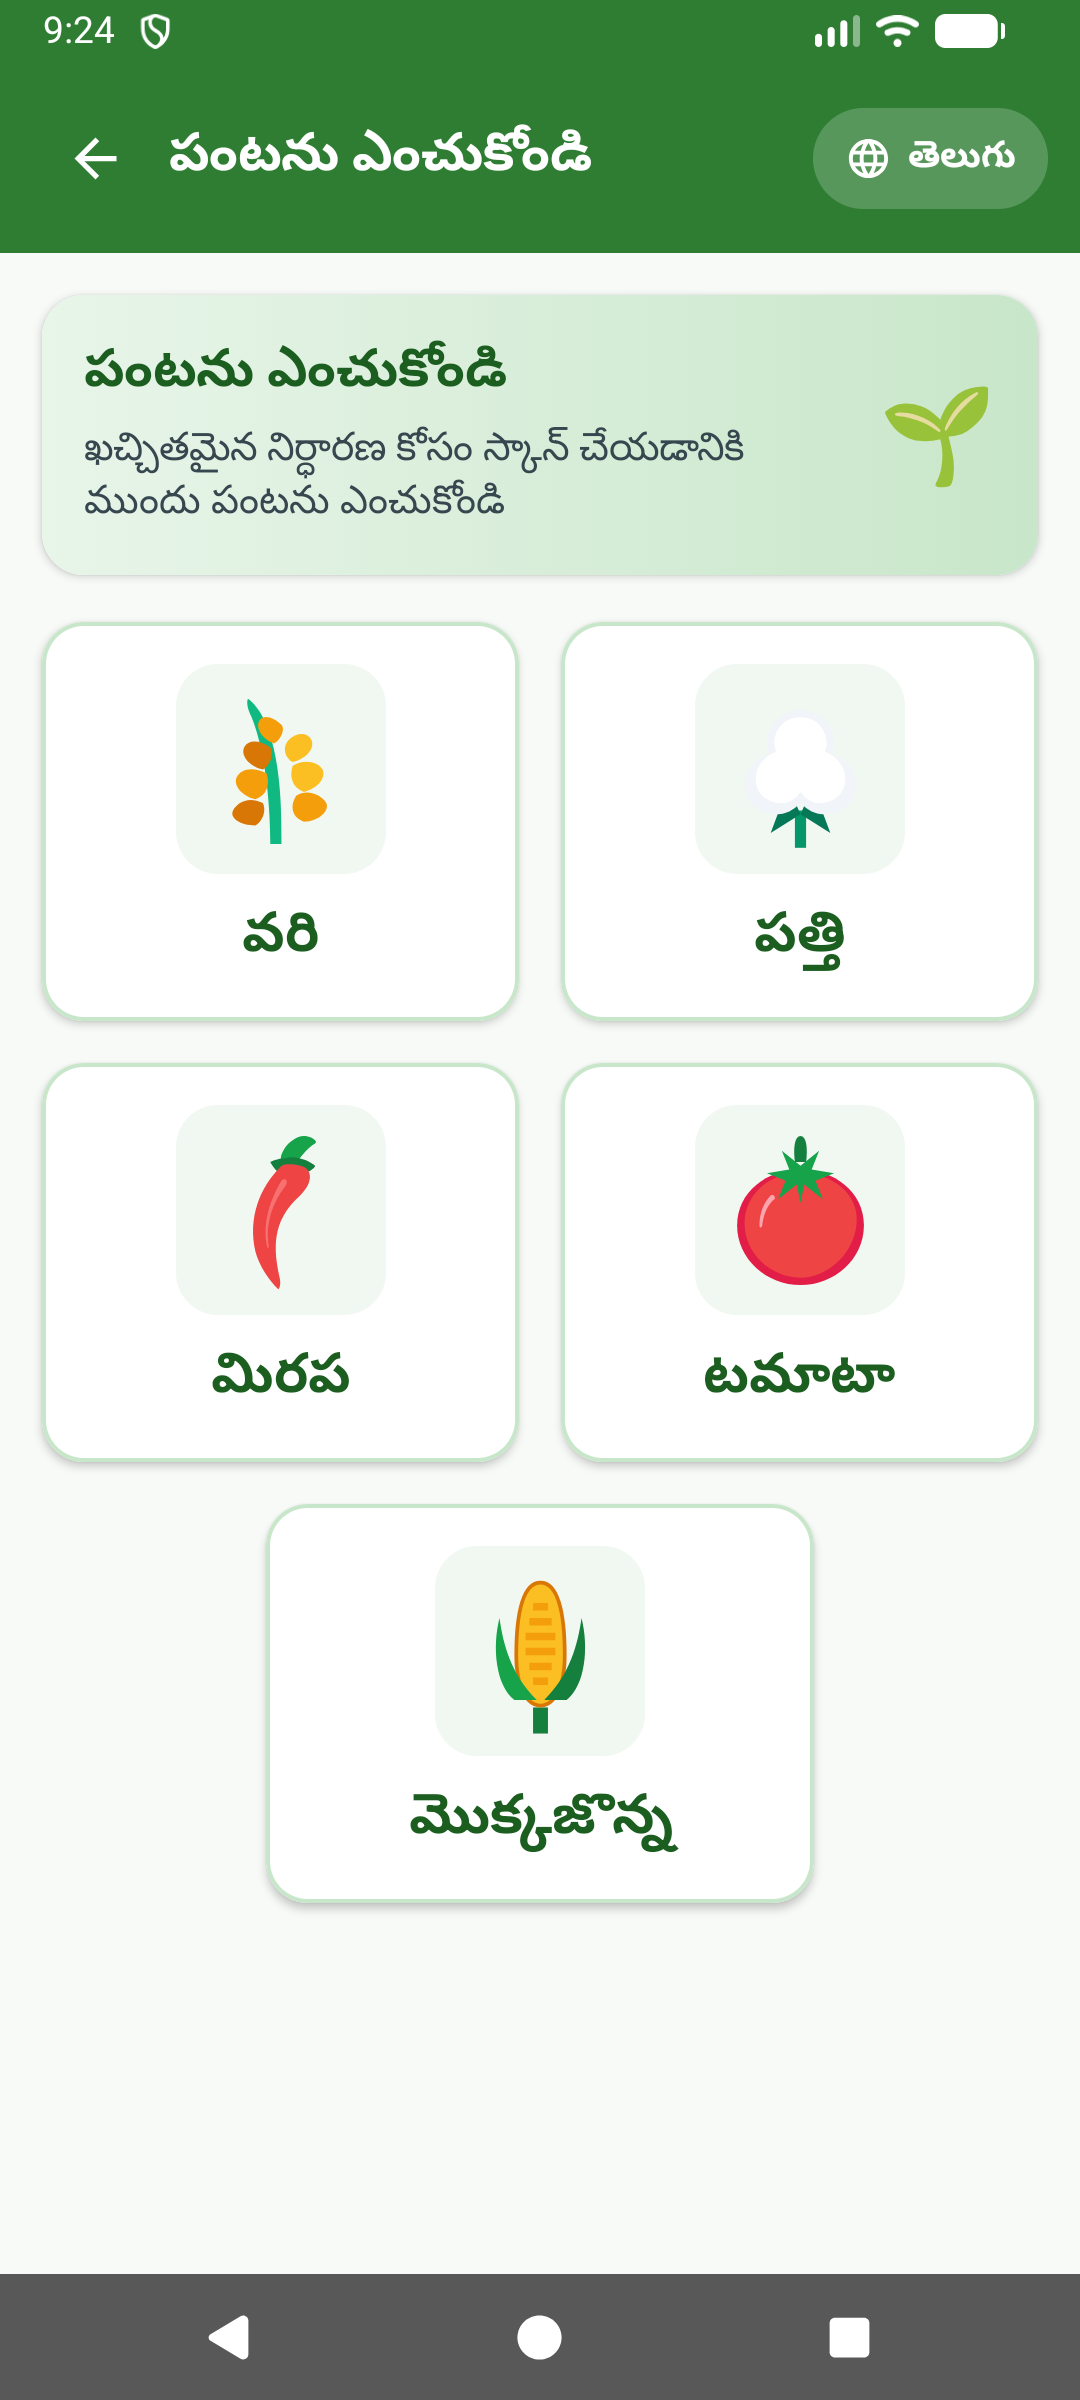 9:24
పంటను ఎంచుకోండి
తెలుగు
పంటను ఎంచుకోండి
ఖచ్చితమైన నిర్ధారణ కోసం స్కాన్ చేయడానికి
ముందు పంటను ఎంచుకోండి
వరి
పత్తి
మిరప
టమాటా
మొక్కజొన్న